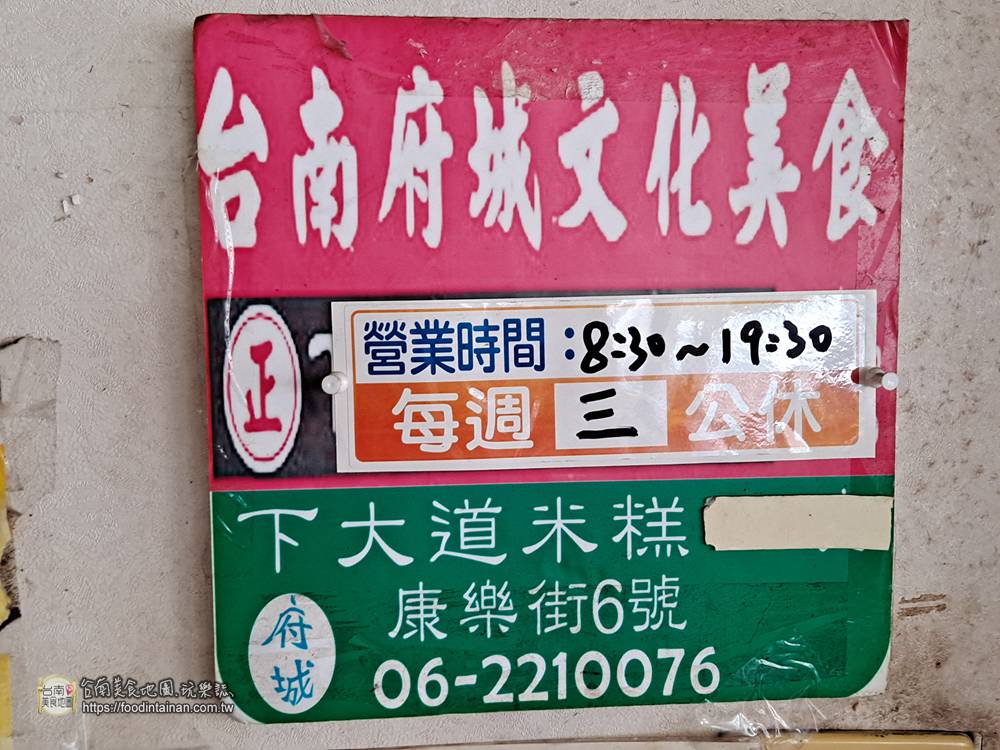 台南府城文化美食
正
營業時間：8:30~19:30
每週 三 公休
下大道米糕
康樂街6號
06-2210076
府城
台南美食地圖
台南美食地圖.玩樂誌
https://foodintainan.com.tw